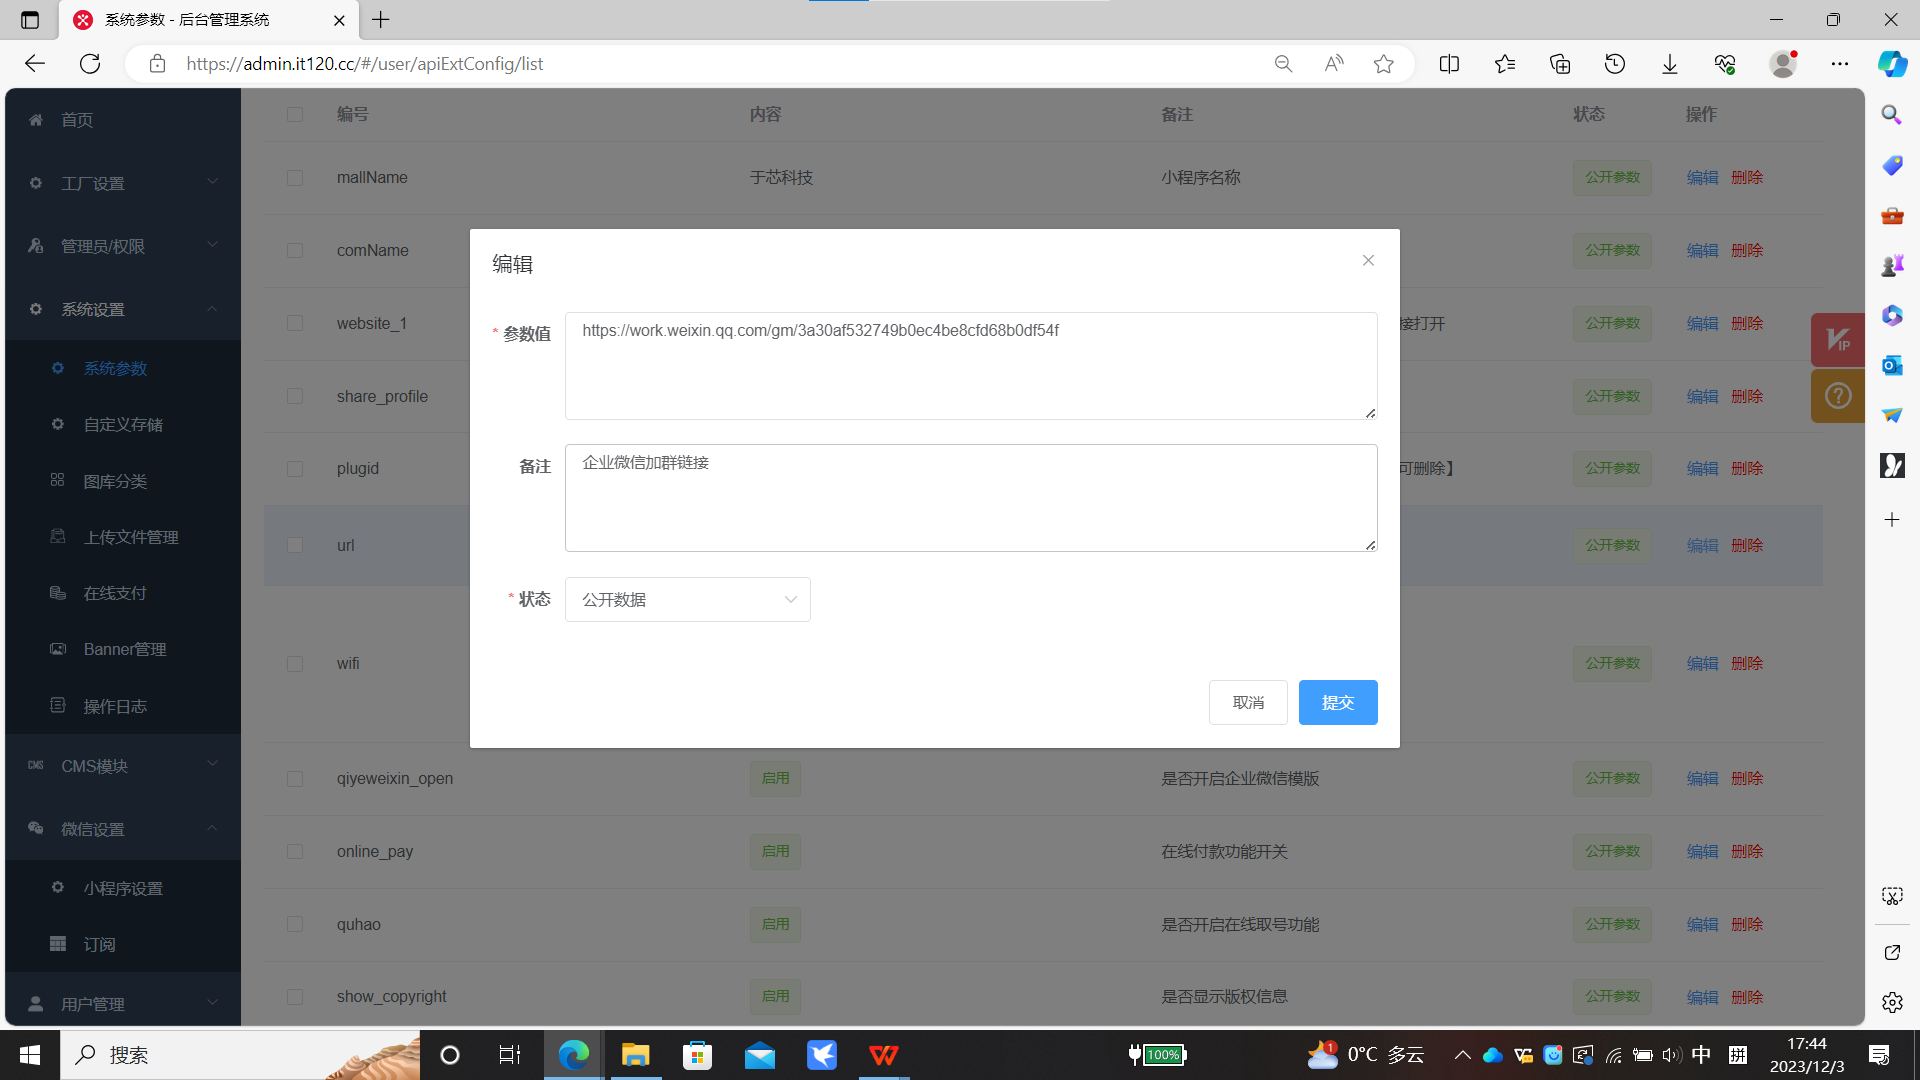 系统参数 - 后台管理系统
https://admin.it120.cc/#/user/apiExtConfig/list
首页
工厂设置
管理员/权限
系统设置
系统参数
自定义存储
图库分类
上传文件管理
在线支付
Banner管理
操作日志
CMS模块
微信设置
小程序设置
订阅
用户管理
编号 内容 备注 状态 操作
mallName 于芯科技 小程序名称 公开参数 编辑 删除
comName 公开参数 编辑 删除
website_1 接打开 公开参数 编辑 删除
share_profile 公开参数 编辑 删除
plugid 可删除】 公开参数 编辑 删除
url 公开参数 编辑 删除
wifi 公开参数 编辑 删除
qiyeweixin_open 启用 是否开启企业微信模版 公开参数 编辑 删除
online_pay 启用 在线付款功能开关 公开参数 编辑 删除
quhao 启用 是否开启在线取号功能 公开参数 编辑 删除
show_copyright 启用 是否显示版权信息 公开参数 编辑 删除
编辑
* 参数值 https://work.weixin.qq.com/gm/3a30af532749b0ec4be8cfd68b0df54f
备注 企业微信加群链接
* 状态 公开数据
取消 提交
VIP
搜索
100%
1
0°C 多云
中
拼
17:44
2023/12/3